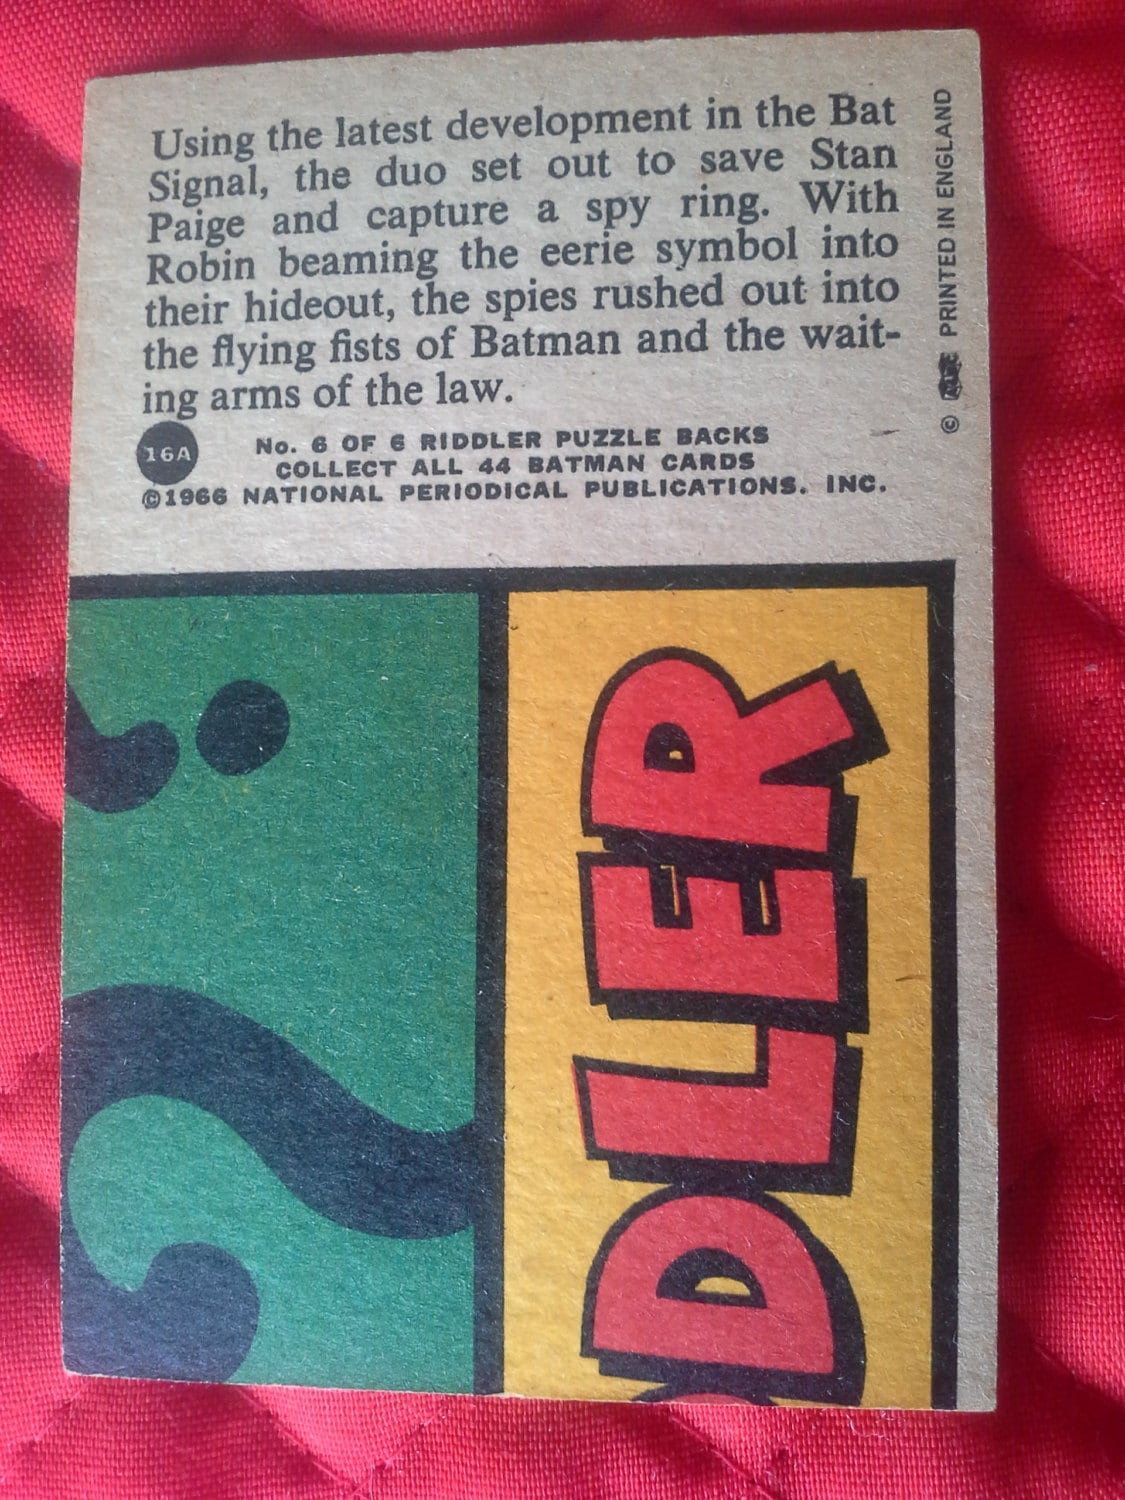 Using the latest development in the Bat
Signal, the duo set out to save Stan
Paige and capture a spy ring. With
Robin beaming the eerie symbol into
their hideout, the spies rushed out into
the flying fists of Batman and the wait-
ing arms of the law.
16A
No. 6 OF 6 RIDDLER PUZZLE BACKS
COLLECT ALL 44 BATMAN CARDS
©1966 NATIONAL PERIODICAL PUBLICATIONS. INC.
© PRINTED IN ENGLAND
DLER